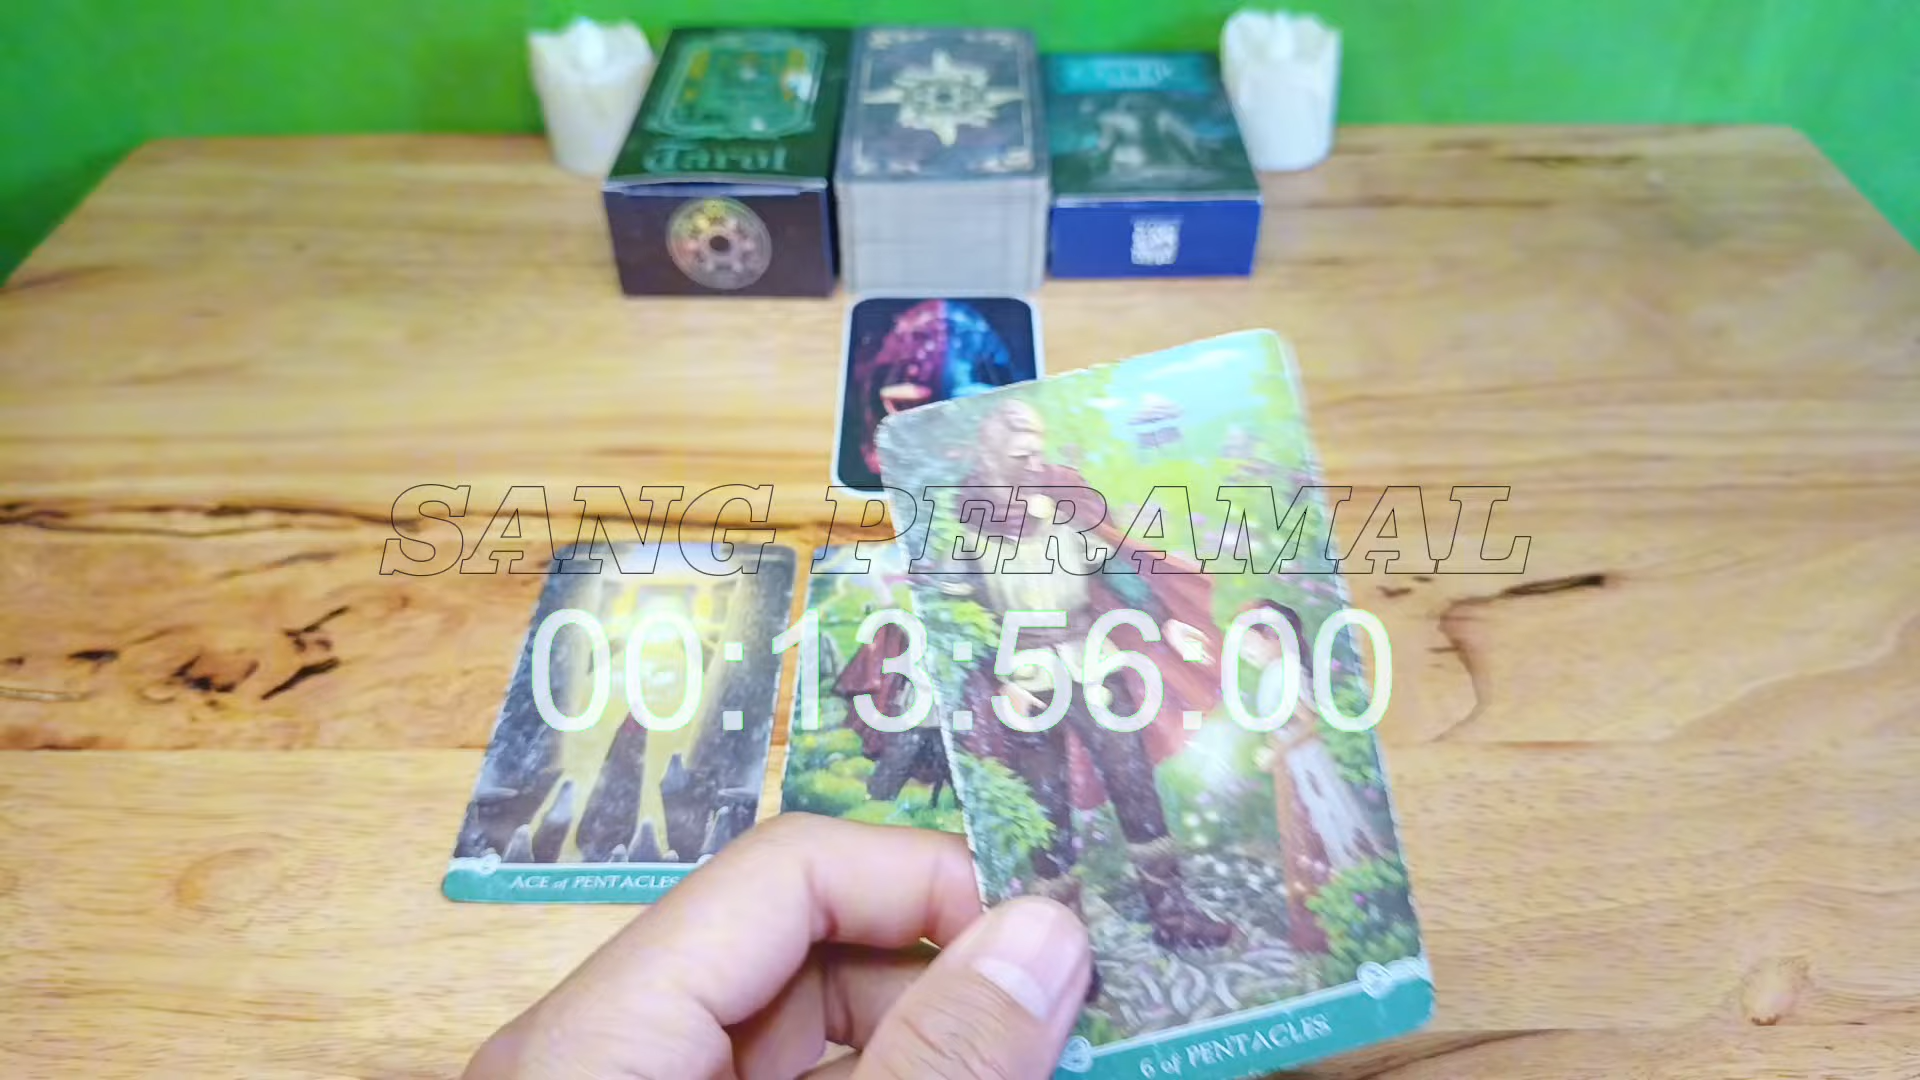 Tarot
SANG PERAMAL
00:13:56:00
ACE of PENTACLES
6 of PENTACLES